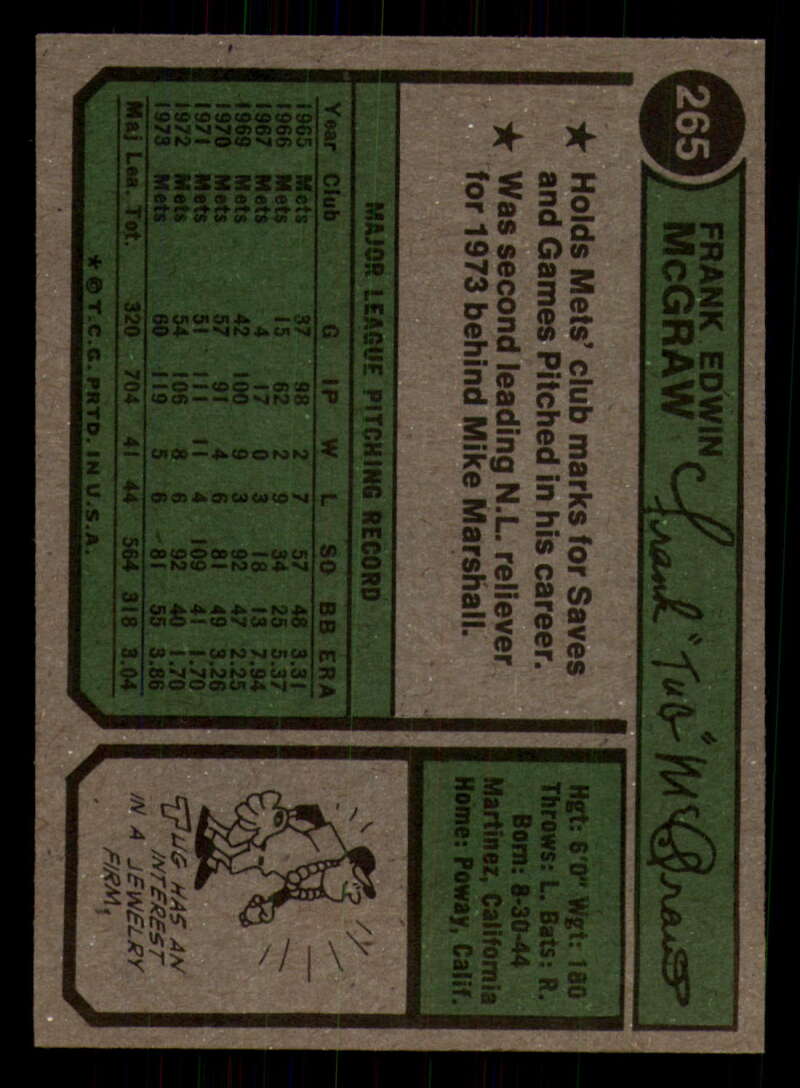 265
FRANK EDWIN
McGRAW
Frank "Tug" McGraw
★ Holds Mets' club marks for Saves
and Games Pitched in his career.
★ Was second leading N.L. reliever
for 1973 behind Mike Marshall.
MAJOR LEAGUE PITCHING RECORD
Year Club G IP W L SO BB ERA
1965 Mets 37 98 2 7 57 48 3.31
1966 Mets 15 62 2 9 34 25 5.37
1967 Mets 4 17 0 3 18 13 7.94
1969 Mets 42 100 9 3 92 47 2.25
1970 Mets 57 91 4 6 81 49 3.26
1971 Mets 51 111 11 4 109 41 1.70
1972 Mets 54 106 8 6 92 40 1.70
1973 Mets 60 119 5 6 81 55 3.86
Maj Lea. Tot. 320 704 41 44 564 318 3.04
* © T.C.G. PRTD. IN U.S.A.
Hgt: 6'0" Wgt: 180
Throws: L. Bats: R.
Born: 8-30-44
Martinez, California
Home: Poway, Calif.
TUG HAS AN
INTEREST
IN A JEWELRY
FIRM.